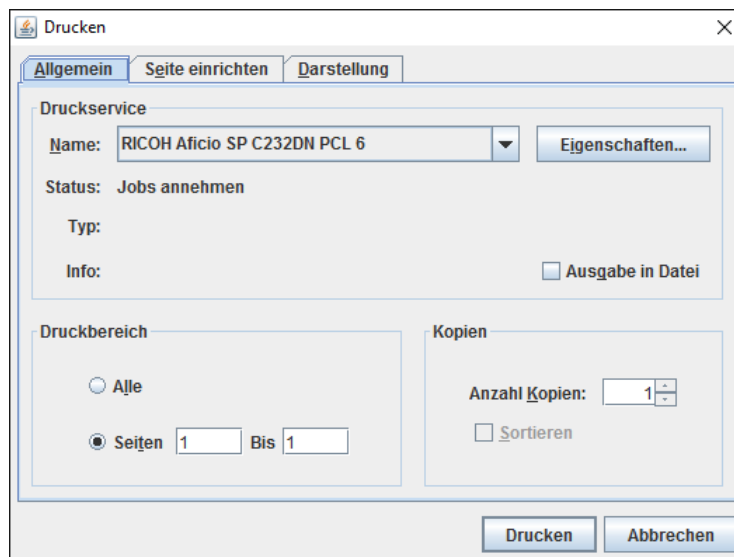 Drucken
Allgemein Seite einrichten Darstellung
Druckservice
Name: RICOH Aficio SP C232DN PCL 6 Eigenschaften...
Status: Jobs annehmen
Typ:
Info: Ausgabe in Datei
Druckbereich Kopien
Alle
Anzahl Kopien: 1
Seiten 1 Bis 1
Sortieren
Drucken Abbrechen